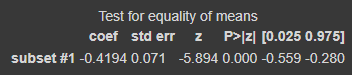 Test for equality of means
coef std err z P>|z| [0.025 0.975]
subset #1 -0.4194 0.071 -5.894 0.000 -0.559 -0.280